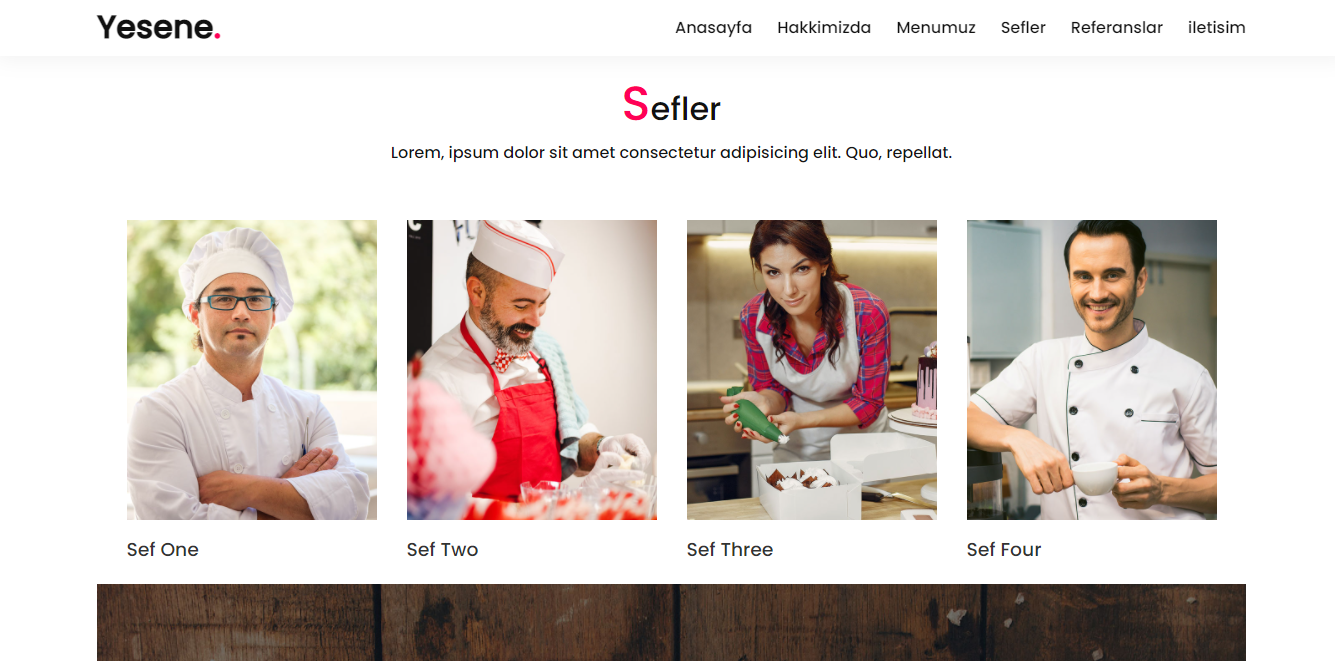 Yesene.
Anasayfa Hakkimizda Menumuz Sefler Referanslar iletisim
Sefler
Lorem, ipsum dolor sit amet consectetur adipisicing elit. Quo, repellat.
Sef One
Sef Two
Sef Three
Sef Four